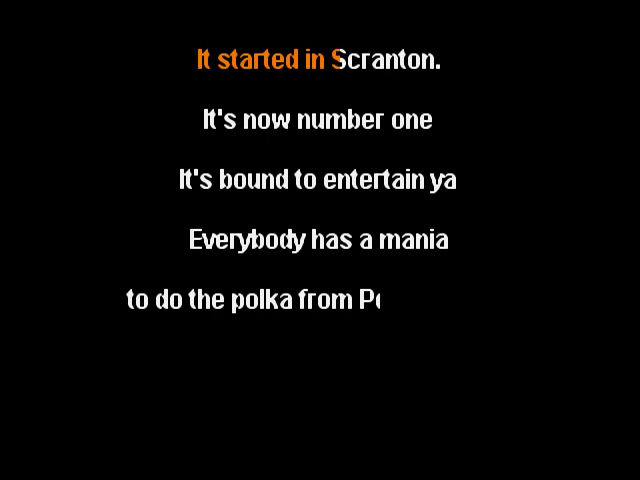 It started in Scranton.
It's now number one
It's bound to entertain ya
Everybody has a mania
to do the polka from